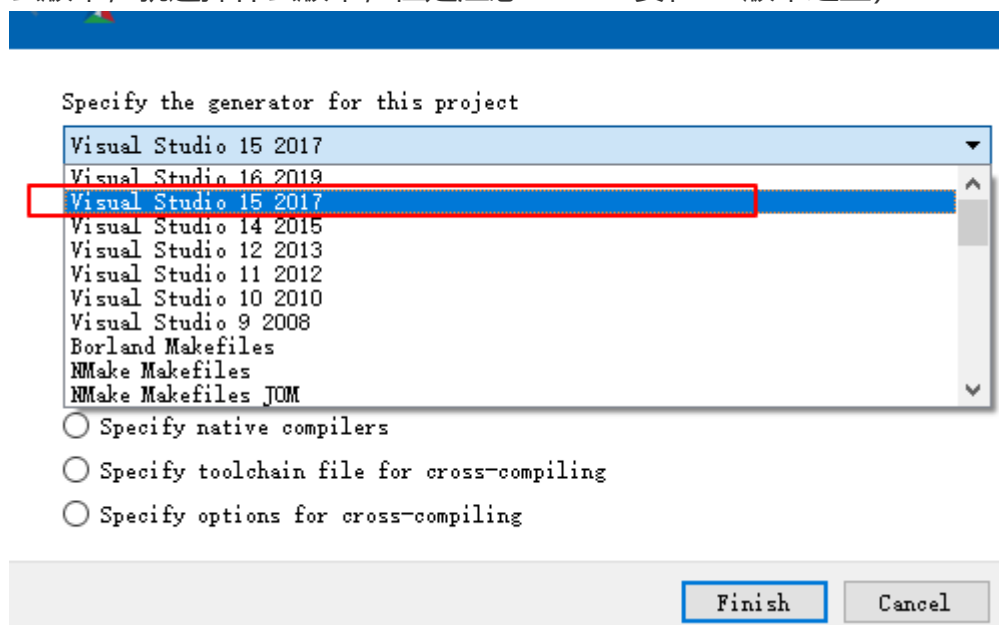 Specify the generator for this project
Visual Studio 15 2017
Visual Studio 16 2019
Visual Studio 15 2017
Visual Studio 14 2015
Visual Studio 12 2013
Visual Studio 11 2012
Visual Studio 10 2010
Visual Studio 9 2008
Borland Makefiles
NMake Makefiles
NMake Makefiles JOM
Specify native compilers
Specify toolchain file for cross-compiling
Specify options for cross-compiling
Finish
Cancel